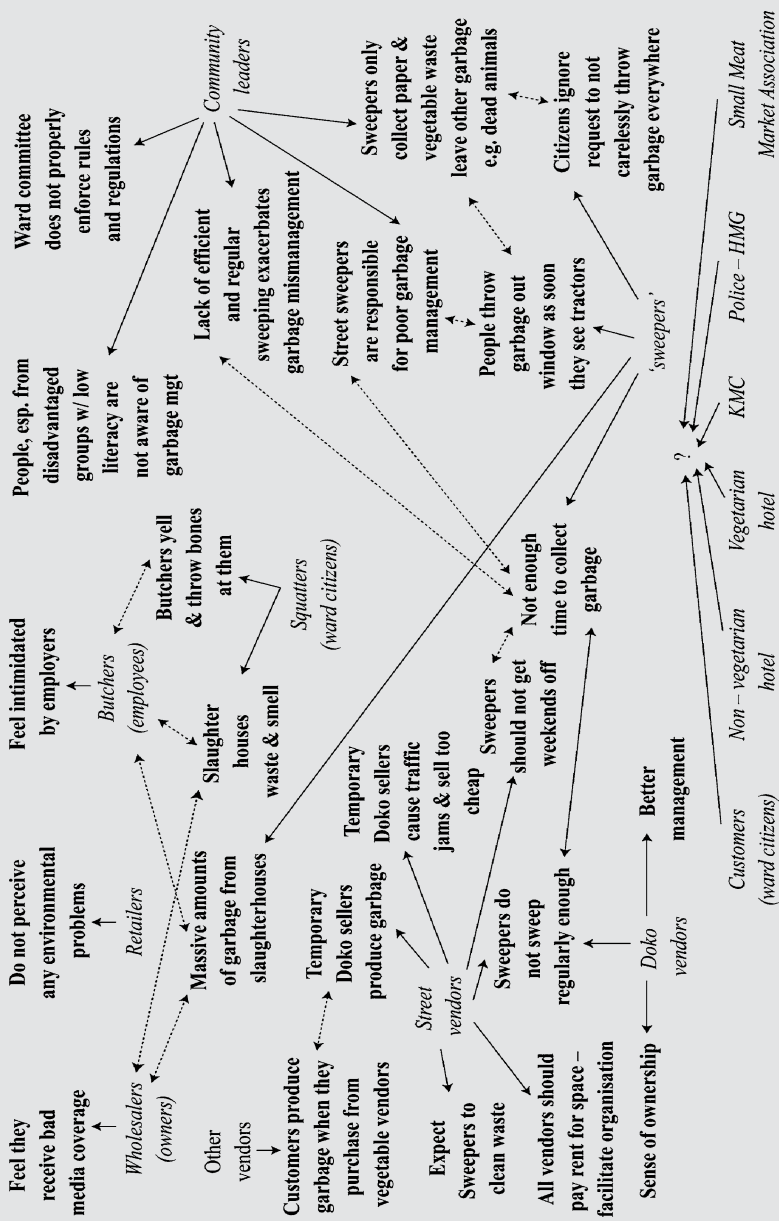 Feel they
receive bad
media coverage
Wholesalers
(owners)
Do not perceive
any environmental
problems
Retailers
Feel intimidated
by employers
Butchers
(employees)
Butchers yell
& throw bones
at them
Squatters
(ward citizens)
People, esp. from
disadvantaged
groups w/ low
literacy are
not aware of
garbage mgt
Ward committee
does not properly
enforce rules
and regulations
Community
leaders
Other
vendors
Customers produce
garbage when they
purchase from
vegetable vendors
Massive amounts
of garbage from
slaughterhouses
Slaughter
houses
waste & smell
Lack of efficient
and regular
sweeping exacerbates
garbage mismanagement
Street sweepers
are responsible
for poor garbage
management
Sweepers only
collect paper &
vegetable waste
leave other garbage
e.g. dead animals
Temporary
Doko sellers
produce garbage
Temporary
Doko sellers
cause traffic
jams & sell too
cheap
Street
vendors
Expect
Sweepers to
clean waste
All vendors should
pay rent for space –
facilitate organisation
Sweepers do
not sweep
regularly enough
Sweepers
should not get
weekends off
Not enough
time to collect
garbage
People throw
garbage out
window as soon
they see tractors
Citizens ignore
request to not
carelessly throw
garbage everywhere
Sense of ownership
Doko
vendors
Better
management
'sweepers'
?
Customers
(ward citizens)
Non – vegetarian
hotel
Vegetarian
hotel
KMC
Police – HMG
Small Meat
Market Association